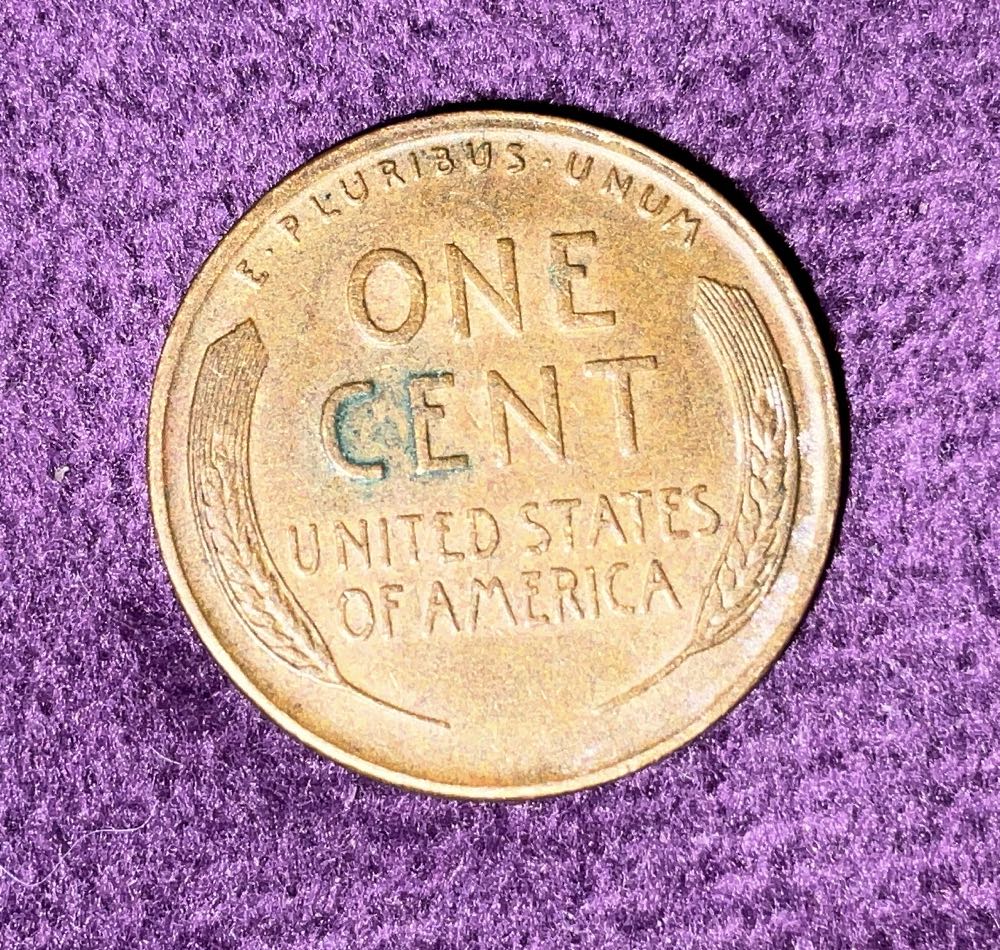 E · PLURIBUS · UNUM
ONE
CENT
UNITED STATES
OF AMERICA